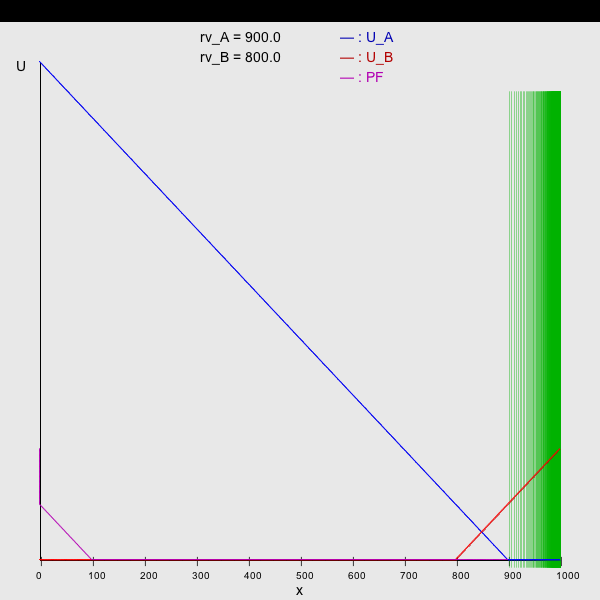 rv_A = 900.0 — : U_A
rv_B = 800.0 — : U_B
— : PF
U
0 100 200 300 400 500 600 700 800 900 1000
x